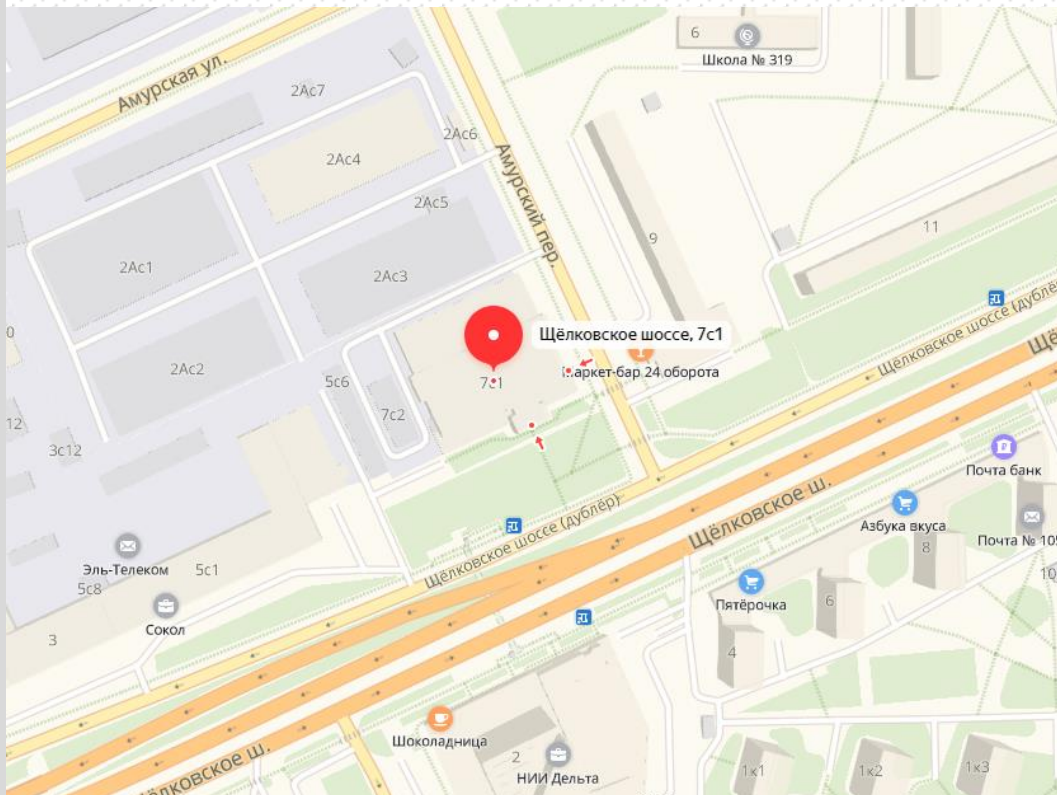 6
Школа № 319
Амурская ул.
2Ас7
2Ас6
2Ас4
Амурский пер.
2Ас5
9
11
2Ас1
2Ас3
Щёлковское шоссе, 7с1
Щёлковское шоссе (дублёр)
Маркет-бар 24 оборота
2Ас2
5с6
7с1
7с2
12
3с12
Почта банк
Щёлковское ш.
Азбука вкуса
8
Почта № 105
Щёлковское шоссе (дублёр)
Эль-Телеком
5с1
5с8
Пятёрочка
6
10
Сокол
3
4
Шоколадница
2
НИИ Дельта
Щёлковское ш.
1к1
1к2
1к3